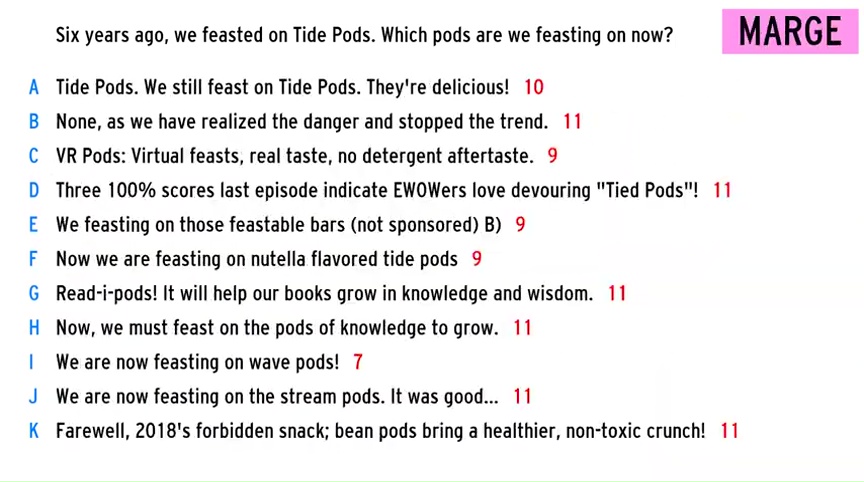 Six years ago, we feasted on Tide Pods. Which pods are we feasting on now?
MARGE
A Tide Pods. We still feast on Tide Pods. They're delicious! 10
B None, as we have realized the danger and stopped the trend. 11
C VR Pods: Virtual feasts, real taste, no detergent aftertaste. 9
D Three 100% scores last episode indicate EWOWers love devouring "Tied Pods"! 11
E We feasting on those feastable bars (not sponsored) B) 9
F Now we are feasting on nutella flavored tide pods 9
G Read-i-pods! It will help our books grow in knowledge and wisdom. 11
H Now, we must feast on the pods of knowledge to grow. 11
I We are now feasting on wave pods! 7
J We are now feasting on the stream pods. It was good... 11
K Farewell, 2018's forbidden snack; bean pods bring a healthier, non-toxic crunch! 11